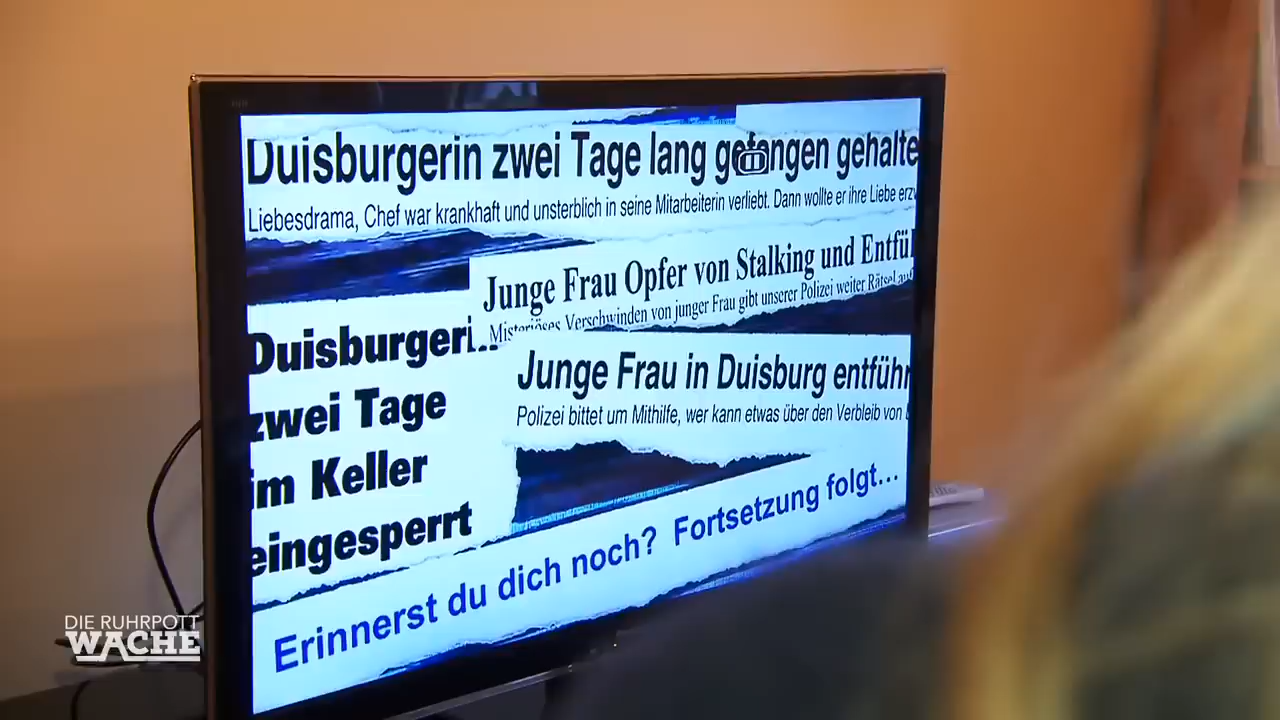 Duisburgerin zwei Tage lang gefangen gehalte
Liebesdrama, Chef war krankhaft und unsterblich in seine Mitarbeiterin verliebt. Dann wollte er ihre Liebe erzw
Junge Frau Opfer von Stalking und Entfü
Misteriöses Verschwinden von junger Frau gibt unserer Polizei weiter Rätsel auf
Duisburgeri
zwei Tage
im Keller
eingesperrt
Junge Frau in Duisburg entführ
Polizei bittet um Mithilfe, wer kann etwas über den Verbleib von
Erinnerst du dich noch? Fortsetzung folgt...
DIE RUHRPOTT
WACHE